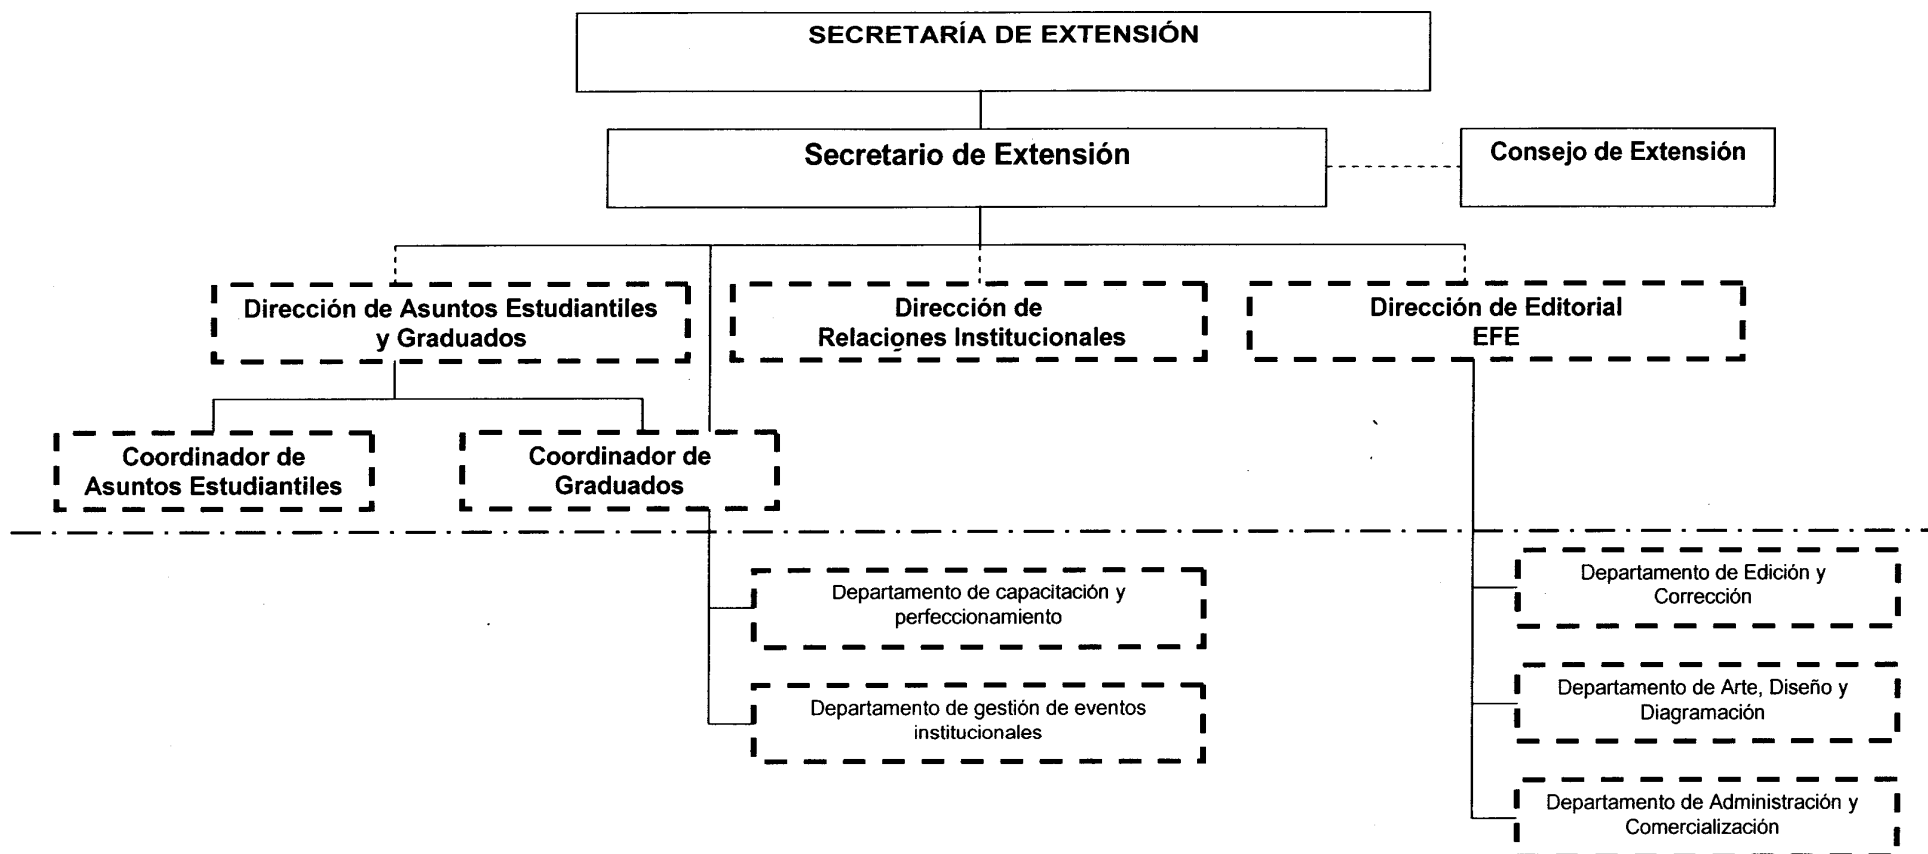 SECRETARÍA DE EXTENSIÓN
Secretario de Extensión
Consejo de Extensión
Dirección de Asuntos Estudiantiles
y Graduados
Dirección de
Relaciones Institucionales
Dirección de Editorial
EFE
Coordinador de
Asuntos Estudiantiles
Coordinador de
Graduados
Departamento de capacitación y
perfeccionamiento
Departamento de gestión de eventos
institucionales
Departamento de Edición y
Corrección
Departamento de Arte, Diseño y
Diagramación
Departamento de Administración y
Comercialización